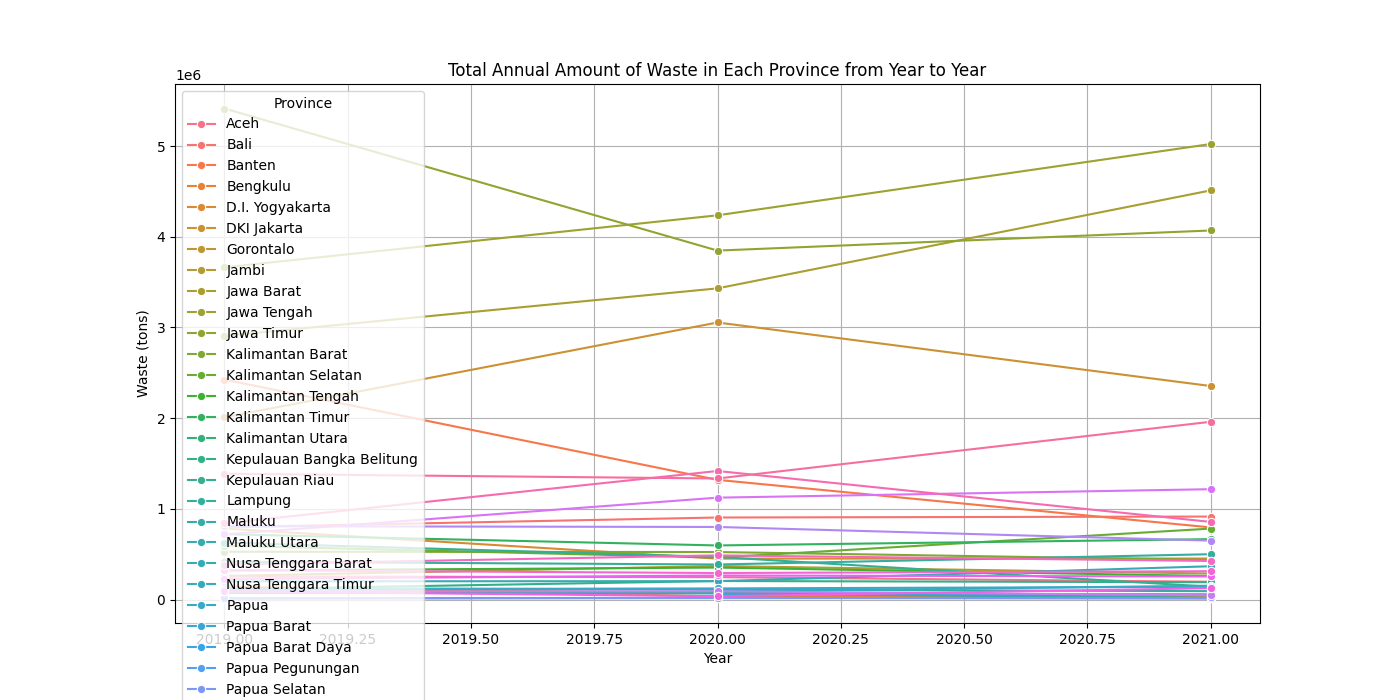 Total Annual Amount of Waste in Each Province from Year to Year
1e6
Province
Aceh
Bali
Banten
Bengkulu
D.I. Yogyakarta
DKI Jakarta
Gorontalo
Jambi
Jawa Barat
Jawa Tengah
Jawa Timur
Kalimantan Barat
Kalimantan Selatan
Kalimantan Tengah
Kalimantan Timur
Kalimantan Utara
Kepulauan Bangka Belitung
Kepulauan Riau
Lampung
Maluku
Maluku Utara
Nusa Tenggara Barat
Nusa Tenggara Timur
Papua
Papua Barat
Papua Barat Daya
Papua Pegunungan
Papua Selatan
5
4
3
2
1
0
Waste (tons)
2019.00 2019.25 2019.50 2019.75 2020.00 2020.25 2020.50 2020.75 2021.00
Year